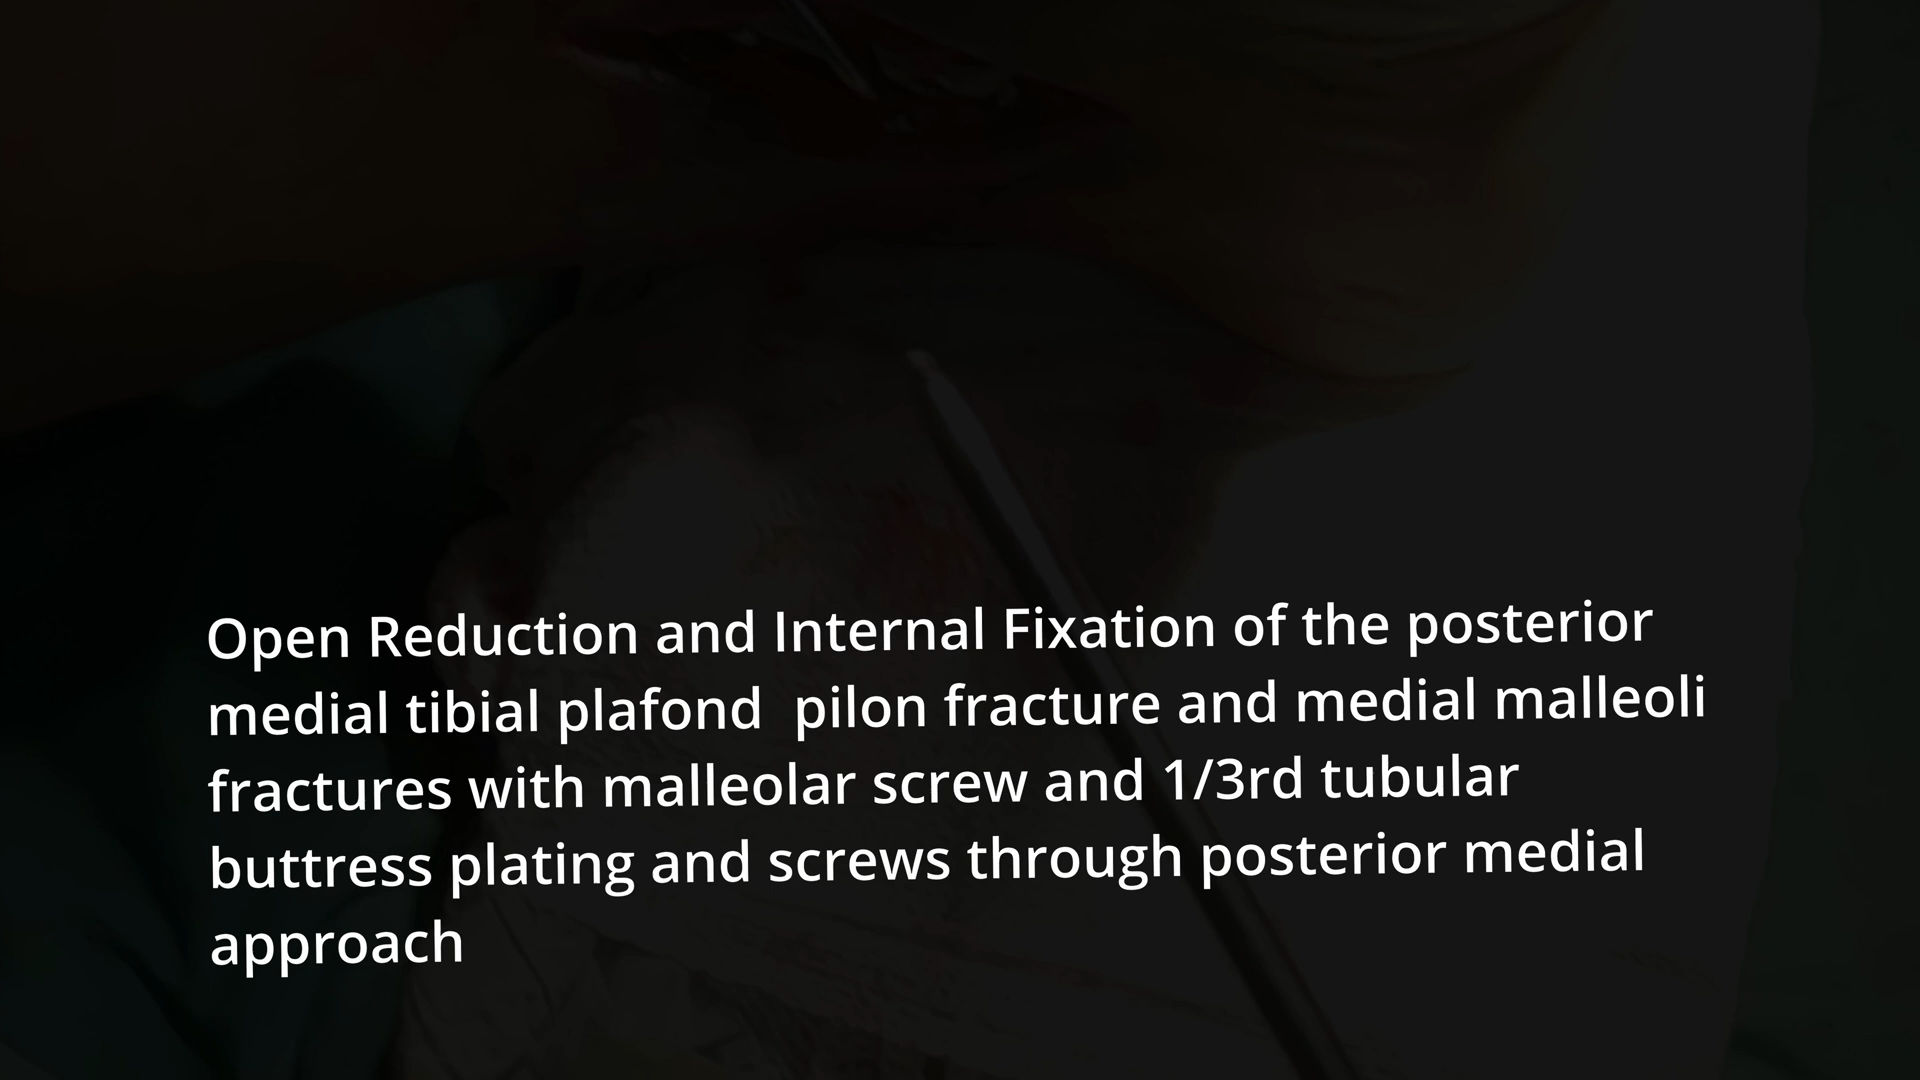 Open Reduction and Internal Fixation of the posterior
medial tibial plafond  pilon fracture and medial malleoli
fractures with malleolar screw and 1/3rd tubular
buttress plating and screws through posterior medial
approach